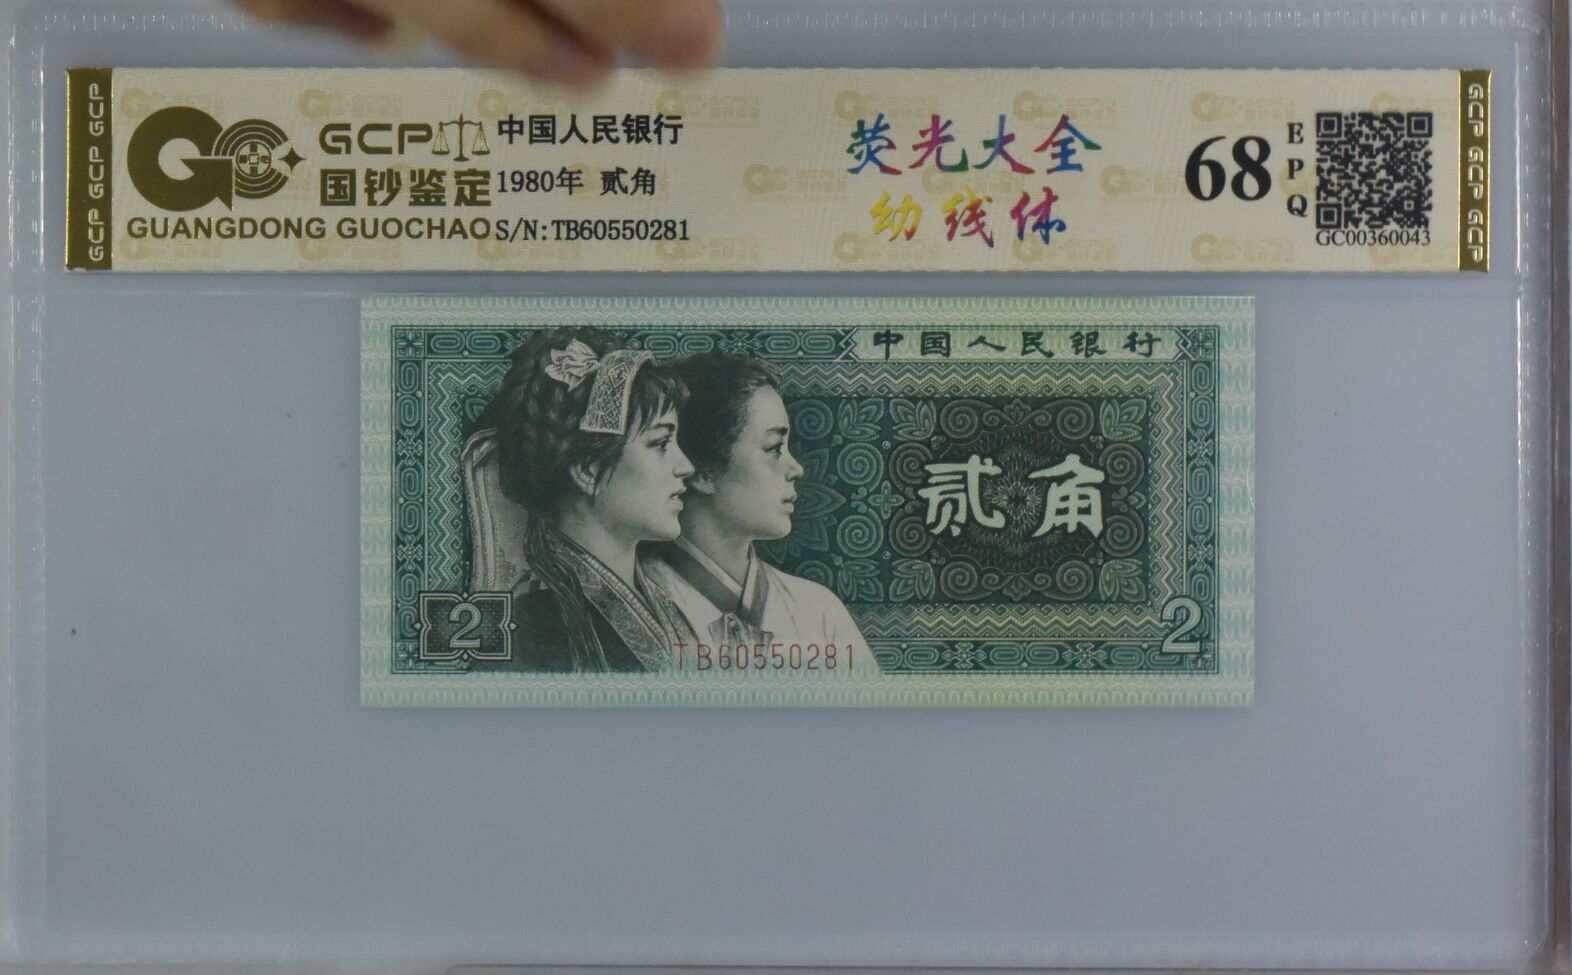 GCP GCP GCP
GCP
国钞鉴定
GUANGDONG GUOCHAO
中国人民银行
1980年 贰角
S/N:TB60550281
荧光大全
幼线体
68
EPQ
GC00360043
GCP GCP GCP
中国人民银行
贰角
2
2
TB60550281